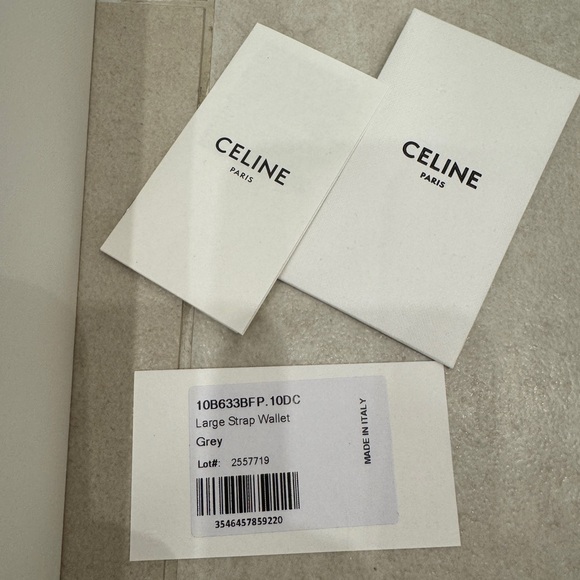 CELINE
PARIS
CELINE
PARIS
10B633BFP.10DC
Large Strap Wallet
Grey
Lot#: 2557719
3546457859220
MADE IN ITALY